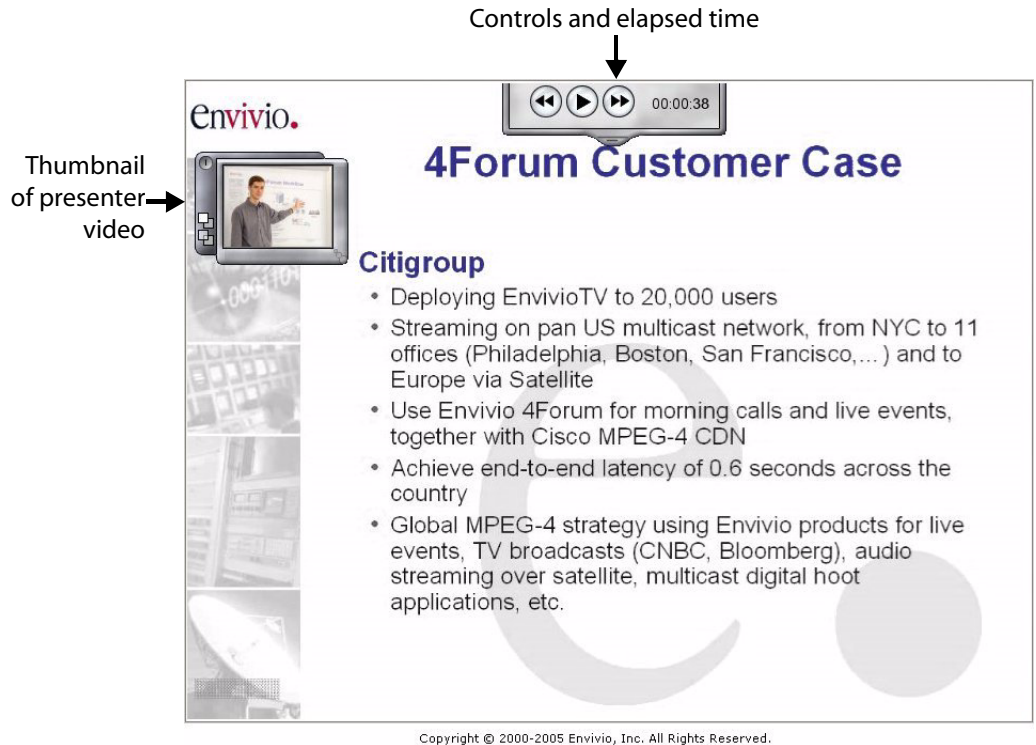 Controls and elapsed time
00:00:38
envivio.
4Forum Customer Case
Thumbnail
of presenter
video
Citigroup
• Deploying EnvivioTV to 20,000 users
• Streaming on pan US multicast network, from NYC to 11
offices (Philadelphia, Boston, San Francisco,... ) and to
Europe via Satellite
• Use Envivio 4Forum for morning calls and live events,
together with Cisco MPEG-4 CDN
• Achieve end-to-end latency of 0.6 seconds across the
country
• Global MPEG-4 strategy using Envivio products for live
events, TV broadcasts (CNBC, Bloomberg), audio
streaming over satellite, multicast digital hoot
applications, etc.
Copyright © 2000-2005 Envivio, Inc. All Rights Reserved.